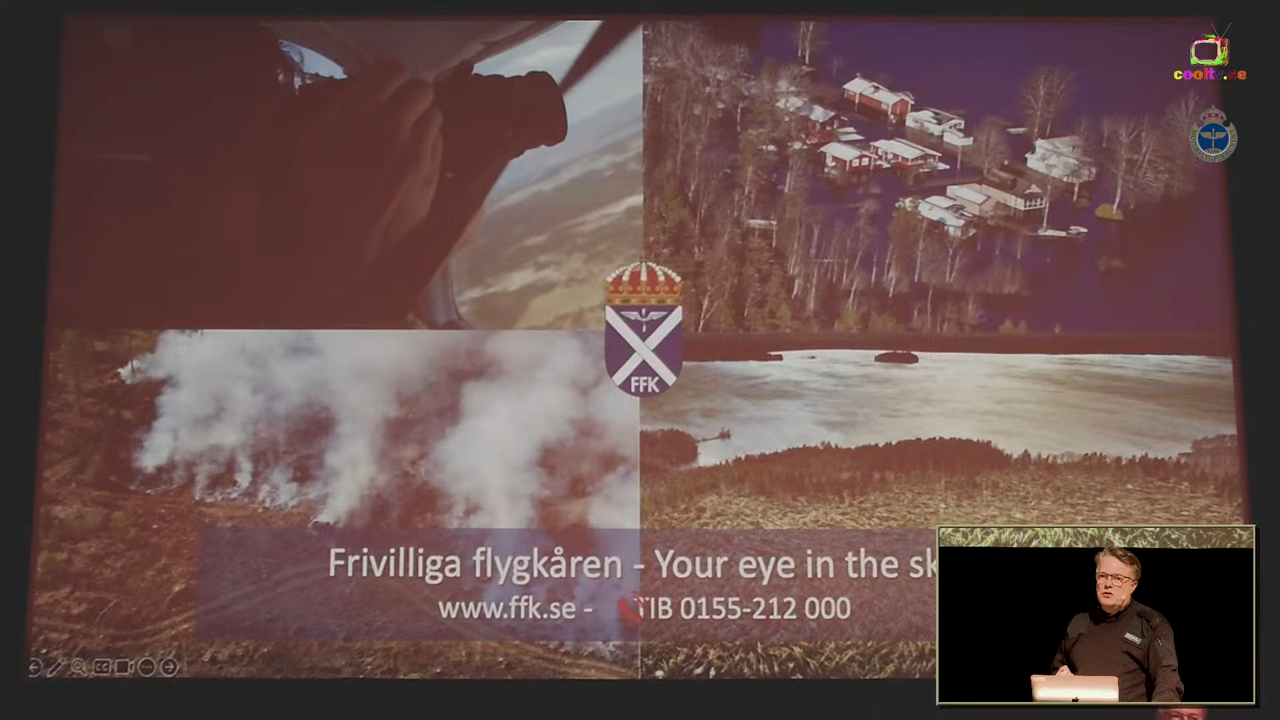 cooltv.se
FFK
Frivilliga flygkåren - Your eye in the sk
www.ffk.se - TIB 0155-212 000